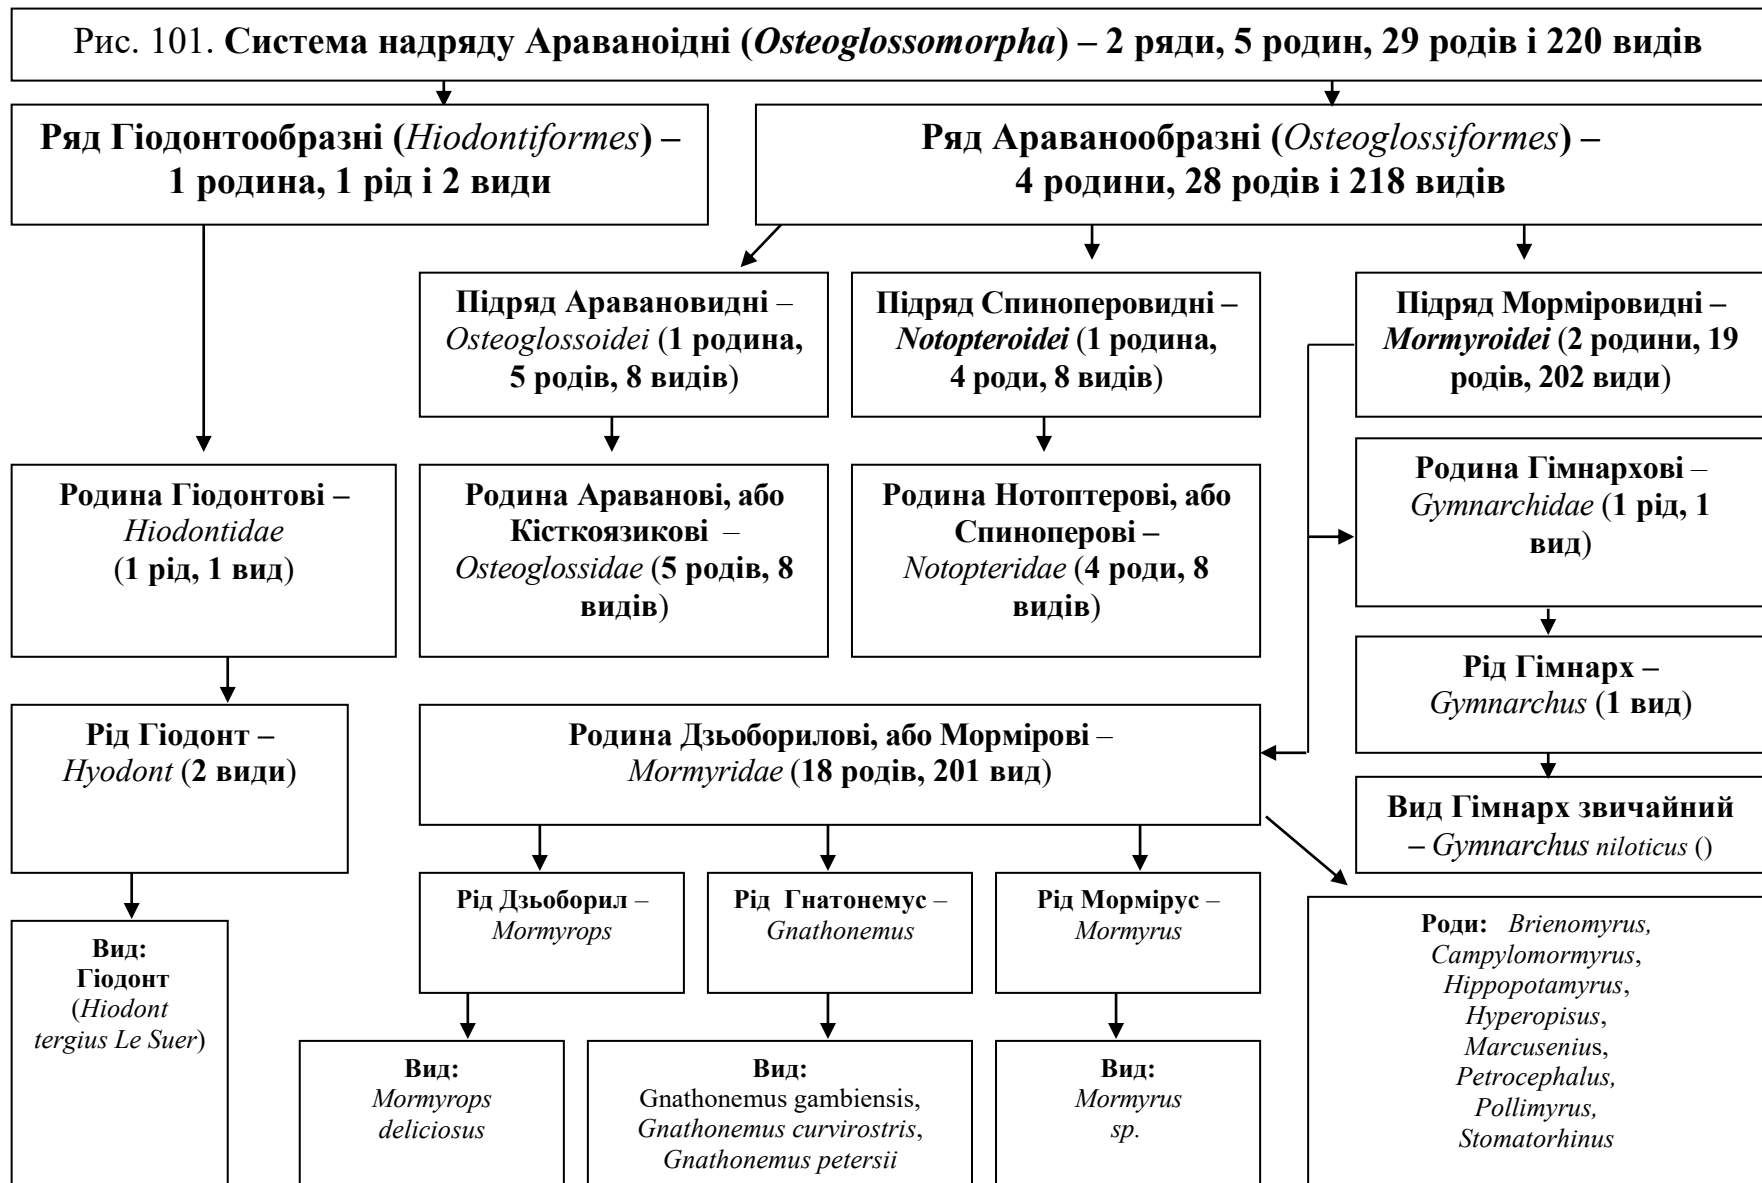 Рис. 101. Система надряду Араваноідні (Osteoglossomorpha) – 2 ряди, 5 родин, 29 родів і 220 видів
Ряд Гіодонтообразні (Hiodontiformes) –
1 родина, 1 рід і 2 види
Ряд Араванообразні (Osteoglossiformes) –
4 родини, 28 родів і 218 видів
Підряд Аравановидні –
Osteoglossoidei (1 родина,
5 родів, 8 видів)
Підряд Спиноперовидні –
Notopteroidei (1 родина,
4 роди, 8 видів)
Підряд Морміровидні –
Mormyroidei (2 родини, 19
родів, 202 види)
Родина Гіодонтові –
Hiodontidae
(1 рід, 1 вид)
Родина Араванові, або
Кісткоязикові –
Osteoglossidae (5 родів, 8
видів)
Родина Нотоптерові, або
Спиноперові –
Notopteridae (4 роди, 8
видів)
Родина Гімнархові –
Gymnarchidae (1 рід, 1
вид)
Рід Гімнарх –
Gymnarchus (1 вид)
Рід Гіодонт –
Hyodont (2 види)
Родина Дзьоборилові, або Мормірові –
Mormyridae (18 родів, 201 вид)
Вид Гімнарх звичайний
– Gymnarchus niloticus ()
Рід Дзьоборил –
Mormyrops
Рід Гнатонемус –
Gnathonemus
Рід Мормірус –
Mormyrus
Вид:
Гіодонт
(Hiodont
tergius Le Suer)
Вид:
Mormyrops
deliciosus
Вид:
Gnathonemus gambiensis,
Gnathonemus curvirostris,
Gnathonemus petersii
Вид:
Mormyrus
sp.
Роди: Brienomyrus,
Campylomormyrus,
Hippopotamyrus,
Hyperopisus,
Marcusenius,
Petrocephalus,
Pollimyrus,
Stomatorhinus